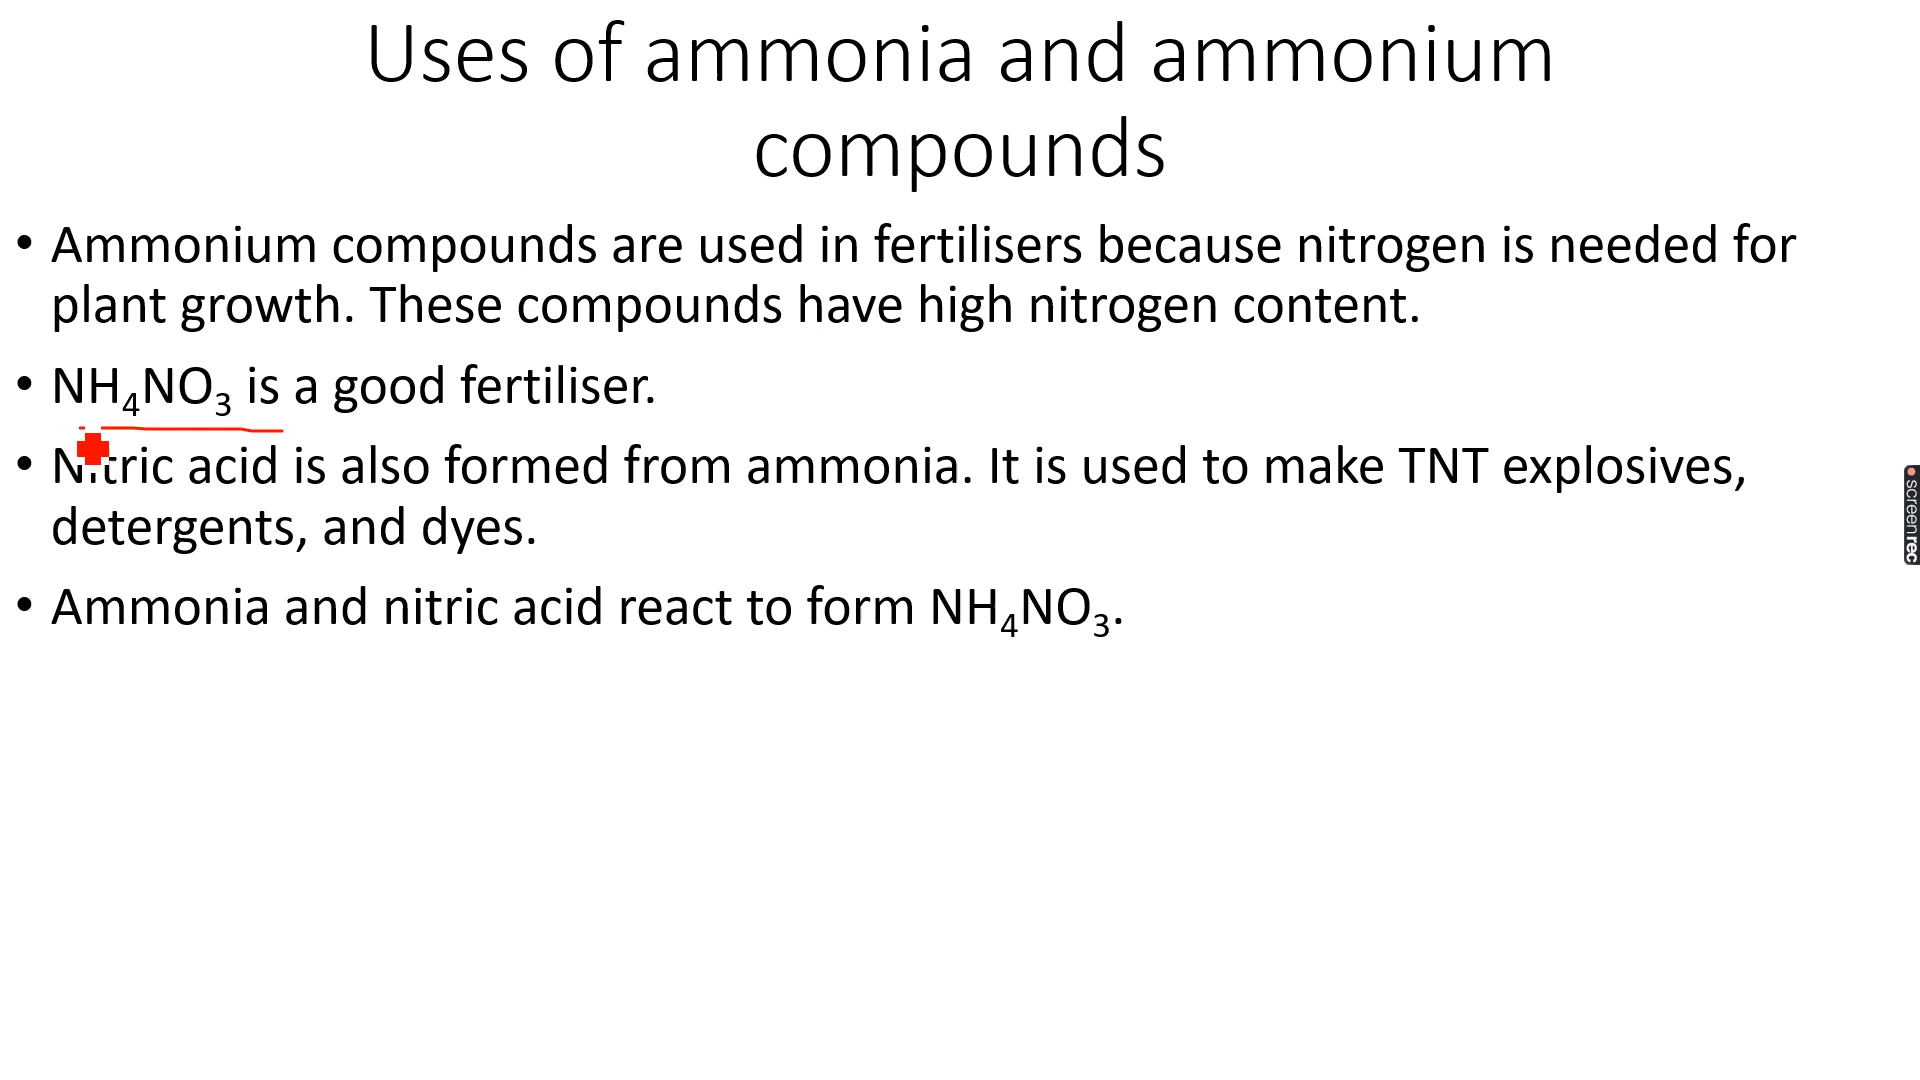 Uses of ammonia and ammonium
compounds
• Ammonium compounds are used in fertilisers because nitrogen is needed for
plant growth. These compounds have high nitrogen content.
• NH₄NO₃ is a good fertiliser.
• Nitric acid is also formed from ammonia. It is used to make TNT explosives,
detergents, and dyes.
• Ammonia and nitric acid react to form NH₄NO₃.
screenrec